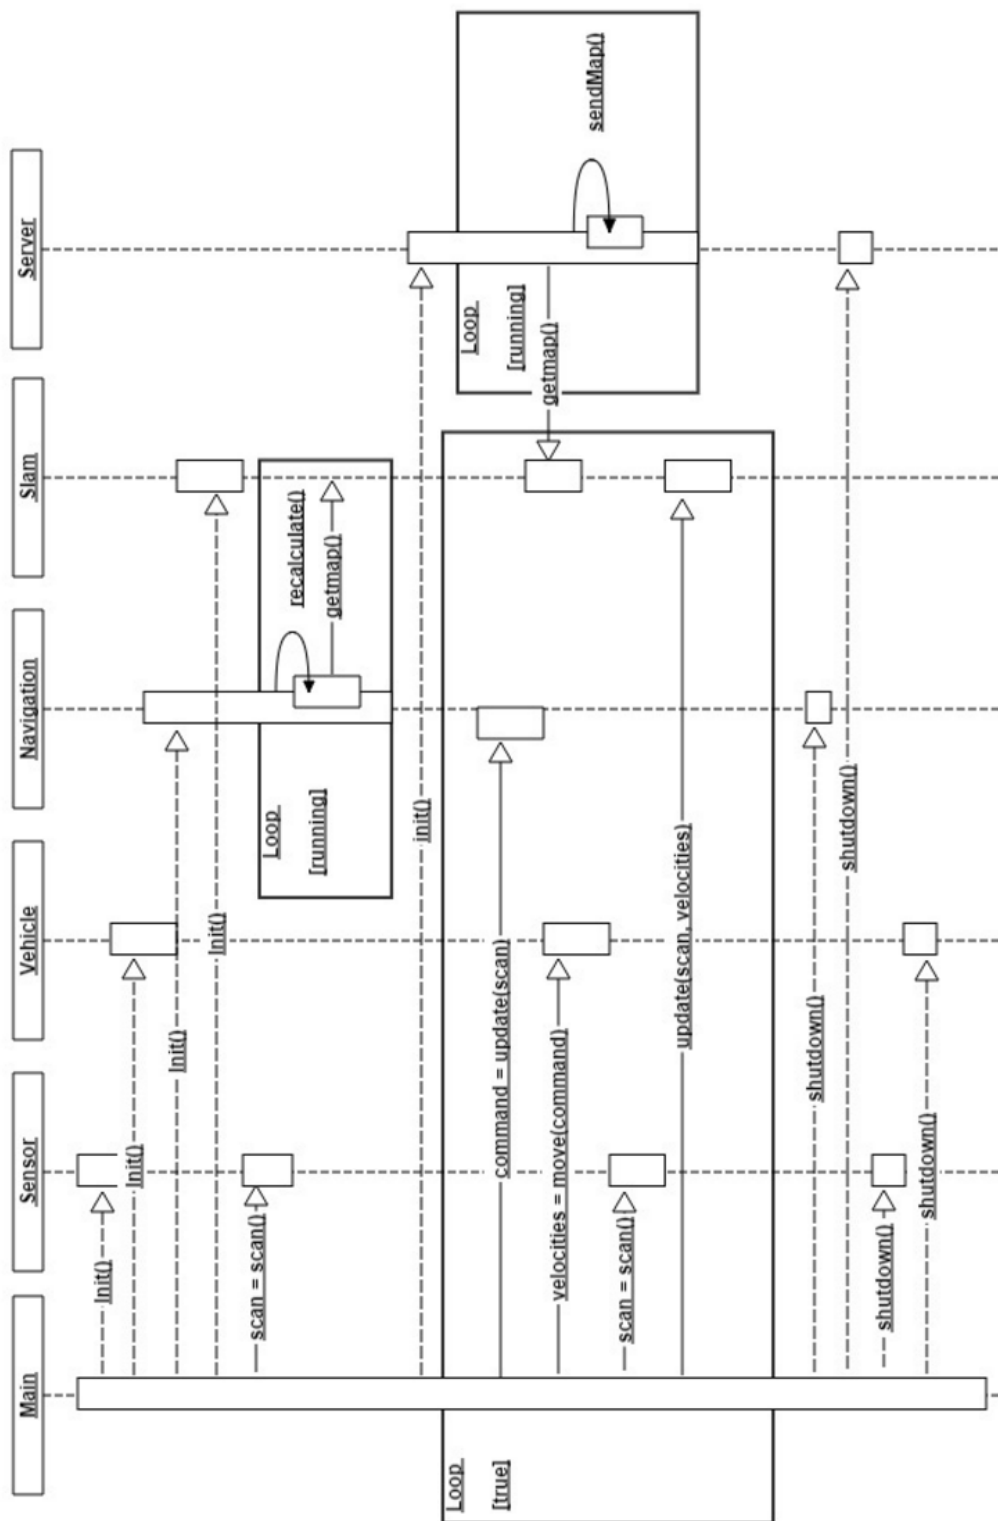 Main
Sensor
Vehicle
Navigation
Slam
Server
Init()
Init()
Init()
Init()
scan = scan()
Loop
[running]
recalculate()
getmap()
init()
Loop
[true]
Loop
[running]
getmap()
sendMap()
command = update(scan)
velocities = move(command)
scan = scan()
update(scan, velocities)
shutdown()
shutdown()
shutdown()
shutdown()